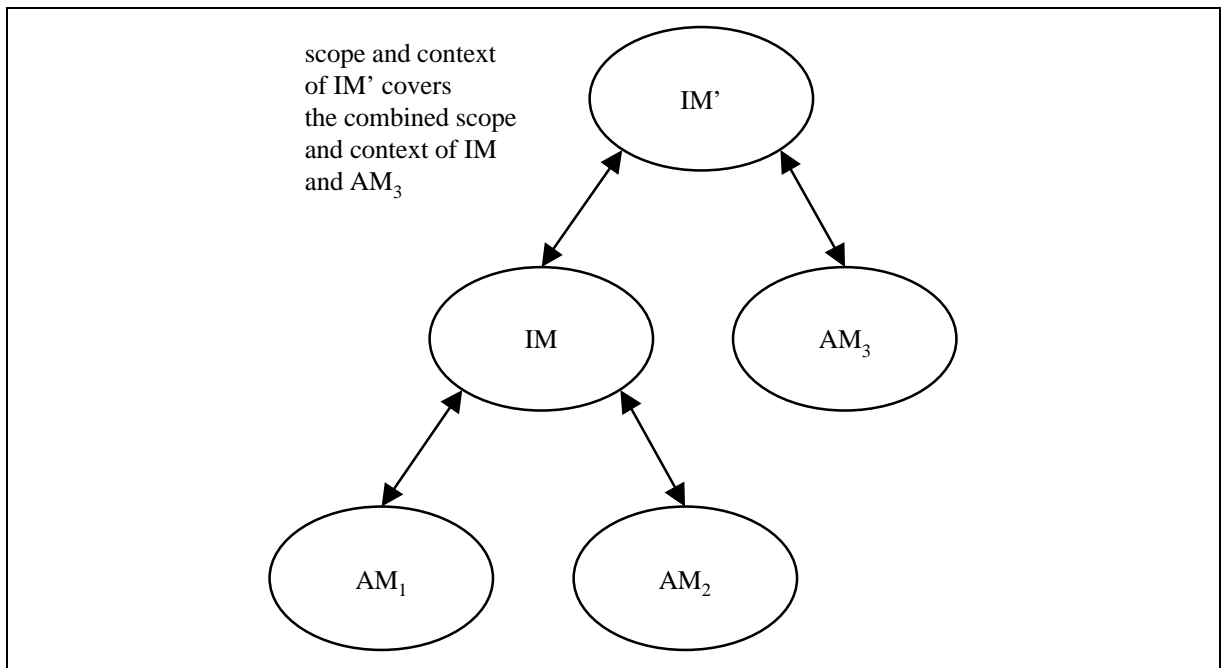 scope and context
of IM’ covers
the combined scope
and context of IM
and AM₃
IM’
IM
AM₃
AM₁
AM₂